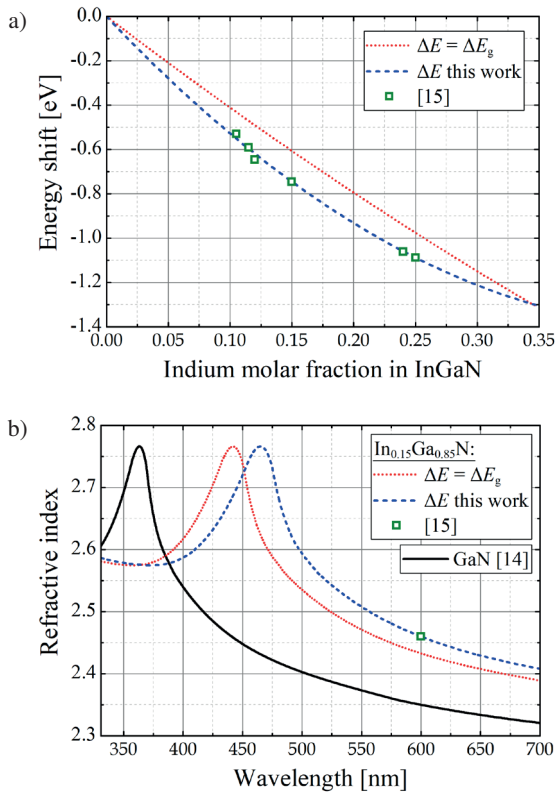 a)
0.0
-0.2
-0.4
-0.6
-0.8
-1.0
-1.2
-1.4
Energy shift [eV]
ΔE = ΔEg
ΔE this work
[15]
0.00 0.05 0.10 0.15 0.20 0.25 0.30 0.35
Indium molar fraction in InGaN
b)
2.8
2.7
2.6
2.5
2.4
2.3
Refractive index
In0.15Ga0.85N:
ΔE = ΔEg
ΔE this work
[15]
GaN [14]
350 400 450 500 550 600 650 700
Wavelength [nm]